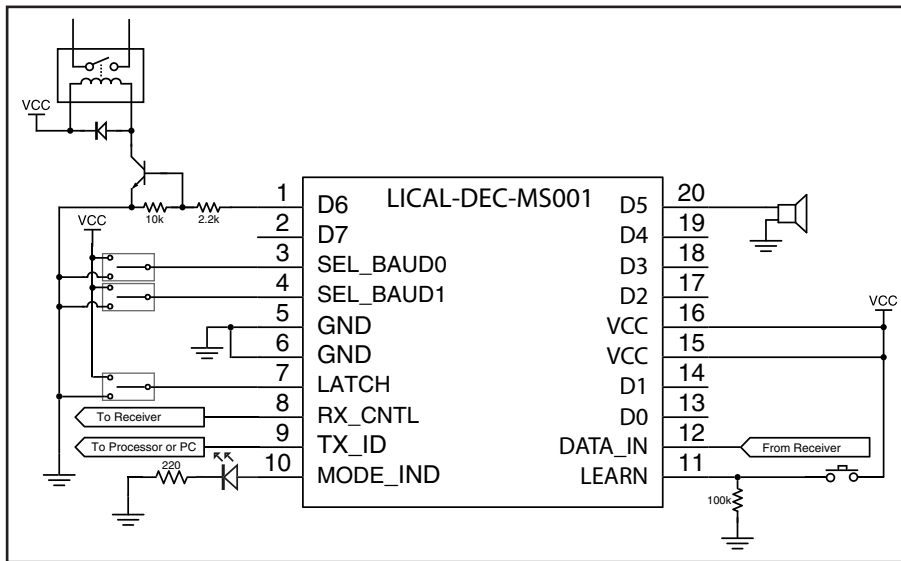 VCC
10k
2.2k
VCC
LICAL-DEC-MS001
1
D6
2
D7
3
SEL_BAUD0
4
SEL_BAUD1
5
GND
6
GND
7
LATCH
8
RX_CNTL
To Receiver
9
TX_ID
To Processor or PC
10
MODE_IND
220
20
D5
19
D4
18
D3
17
D2
16
VCC
15
VCC
VCC
14
D1
13
D0
12
DATA_IN
From Receiver
11
LEARN
100k